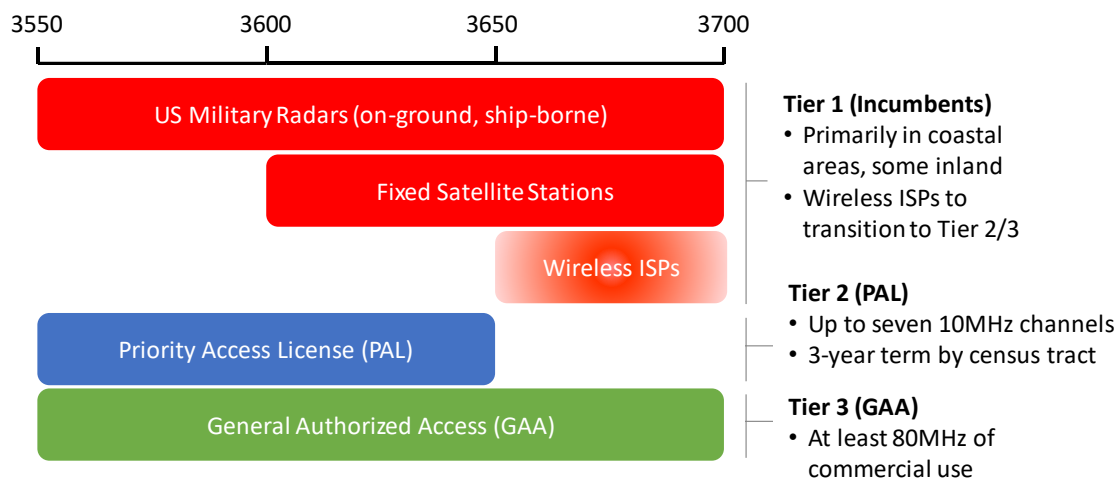 3550 3600 3650 3700
US Military Radars (on-ground, ship-borne)
Fixed Satellite Stations
Wireless ISPs
Priority Access License (PAL)
General Authorized Access (GAA)
Tier 1 (Incumbents)
• Primarily in coastal
areas, some inland
• Wireless ISPs to
transition to Tier 2/3
Tier 2 (PAL)
• Up to seven 10MHz channels
• 3-year term by census tract
Tier 3 (GAA)
• At least 80MHz of
commercial use